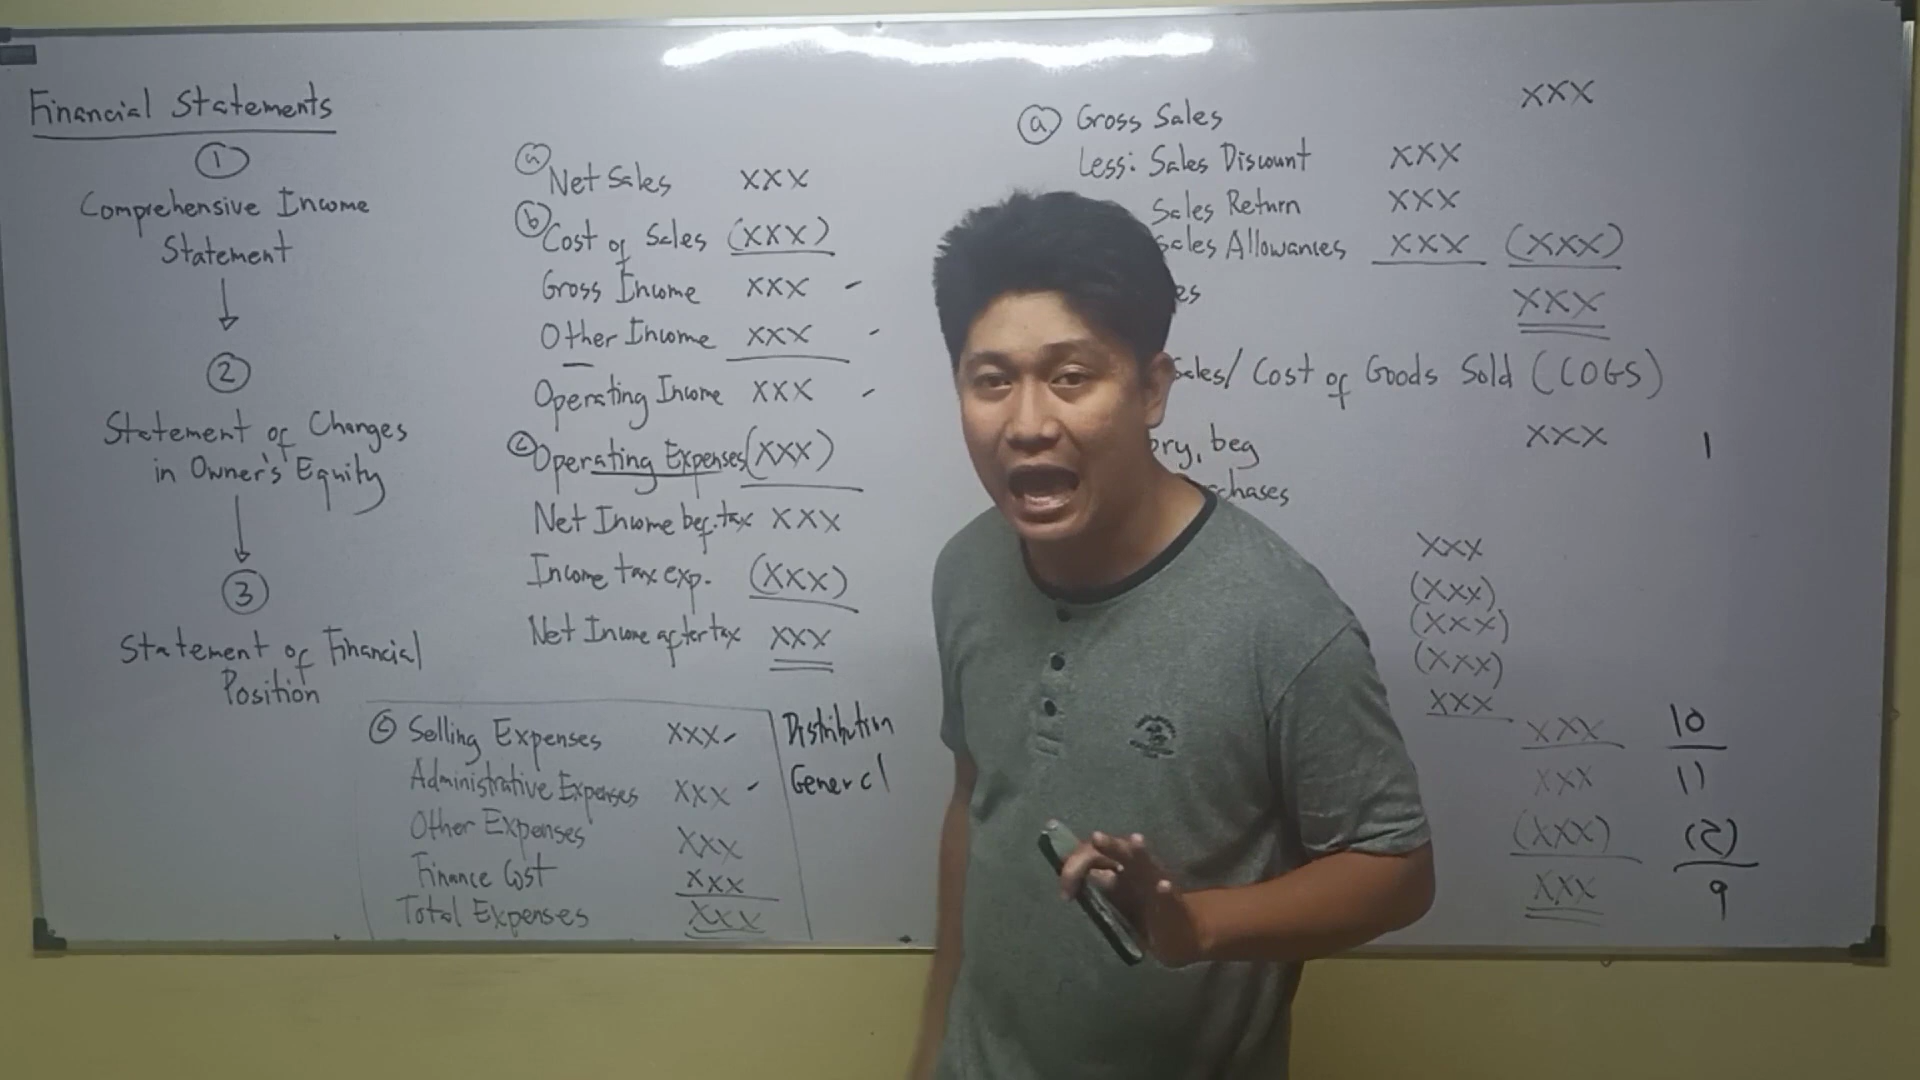 Financial Statements
①
Comprehensive Income
Statement
②
Statement of Changes
in Owner's Equity
③
Statement of Financial
Position
ⓐ Net Sales XXX
ⓑ Cost of Sales (XXX)
Gross Income XXX
Other Income XXX
Operating Income XXX
ⓒ Operating Expenses (XXX)
Net Income bef. tax XXX
Income tax exp. (XXX)
Net Income after tax XXX
ⓒ Selling Expenses XXX Distribution
Administrative Expenses XXX General
Other Expenses XXX
Finance Cost XXX
Total Expenses XXX
ⓐ Gross Sales XXX
Less: Sales Discount XXX
Sales Return XXX
Sales Allowances XXX (XXX)
XXX
Sales/ Cost of Goods Sold (COGS)
beg XXX 1
XXX
(XXX)
(XXX)
(XXX)
XXX
XXX 10
XXX 11
(XXX) (2)
XXX 9